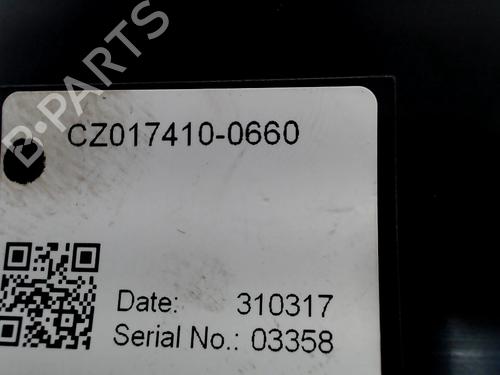 B-PARTS
CZ017410-0660
Date: 310317
Serial No.: 03358